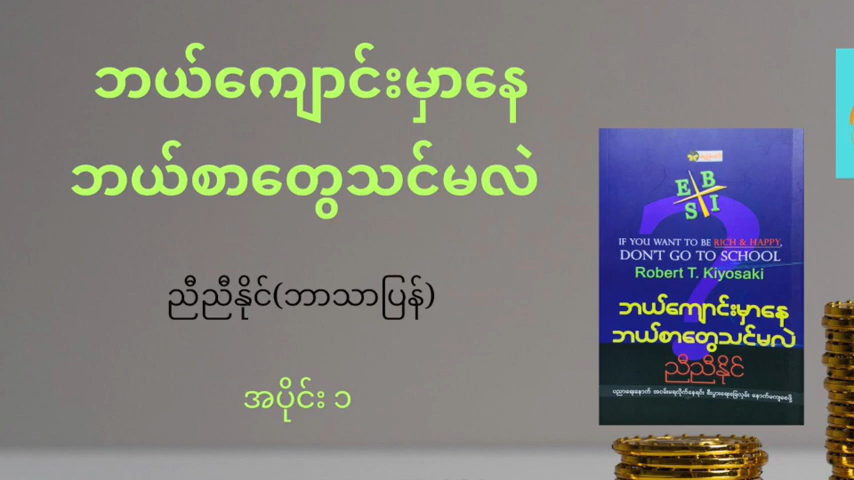 ဘယ်ကျောင်းမှာနေ
ဘယ်စာတွေသင်မလဲ
ညီညီနိုင်(ဘာသာပြန်)
အပိုင်း ၁
E B
S I
IF YOU WANT TO BE RICH & HAPPY,
DON'T GO TO SCHOOL
?
Robert T. Kiyosaki
ဘယ်ကျောင်းမှာနေ
ဘယ်စာတွေသင်မလဲ
ညီညီနိုင်